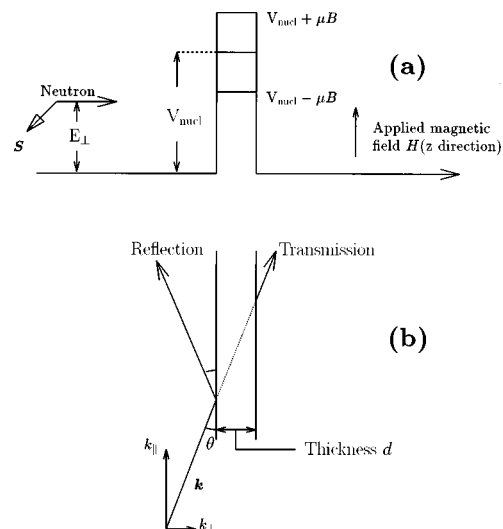 V_nucl + μB
(a)
Neutron
V_nucl − μB
V_nucl
S
E_⊥
Applied magnetic
field H(z direction)
Reflection
Transmission
(b)
θ
k_∥
Thickness d
k
k_⊥